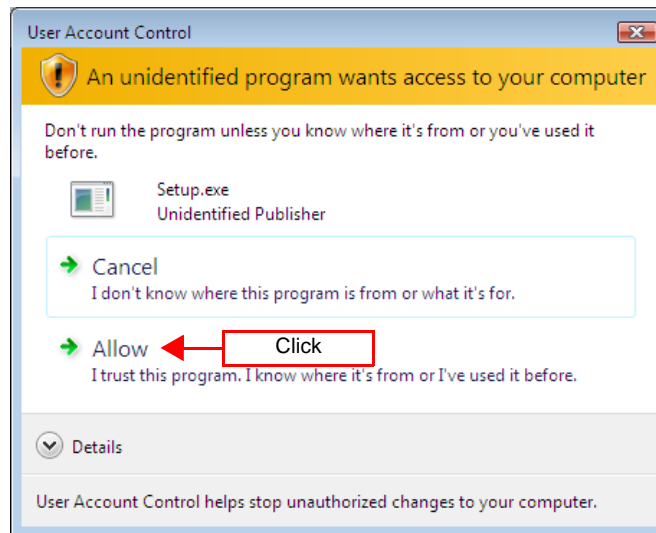 User Account Control
An unidentified program wants access to your computer
Don't run the program unless you know where it's from or you've used it
before.
Setup.exe
Unidentified Publisher
Cancel
I don't know where this program is from or what it's for.
Allow
Click
I trust this program. I know where it's from or I've used it before.
Details
User Account Control helps stop unauthorized changes to your computer.